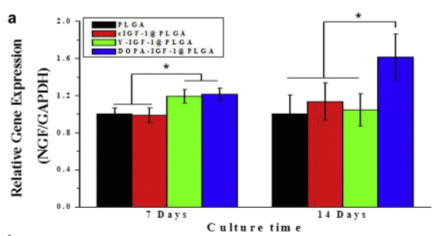 a
PLGA
cIGF-1@PLGA
Y-IGF-1@PLGA
DOPA-IGF-1@PLGA
*
*
Relative Gene Expression
(NGF/GAPDH)
2.0
1.6
1.2
0.8
0.4
0.0
7 Days
14 Days
Culture time